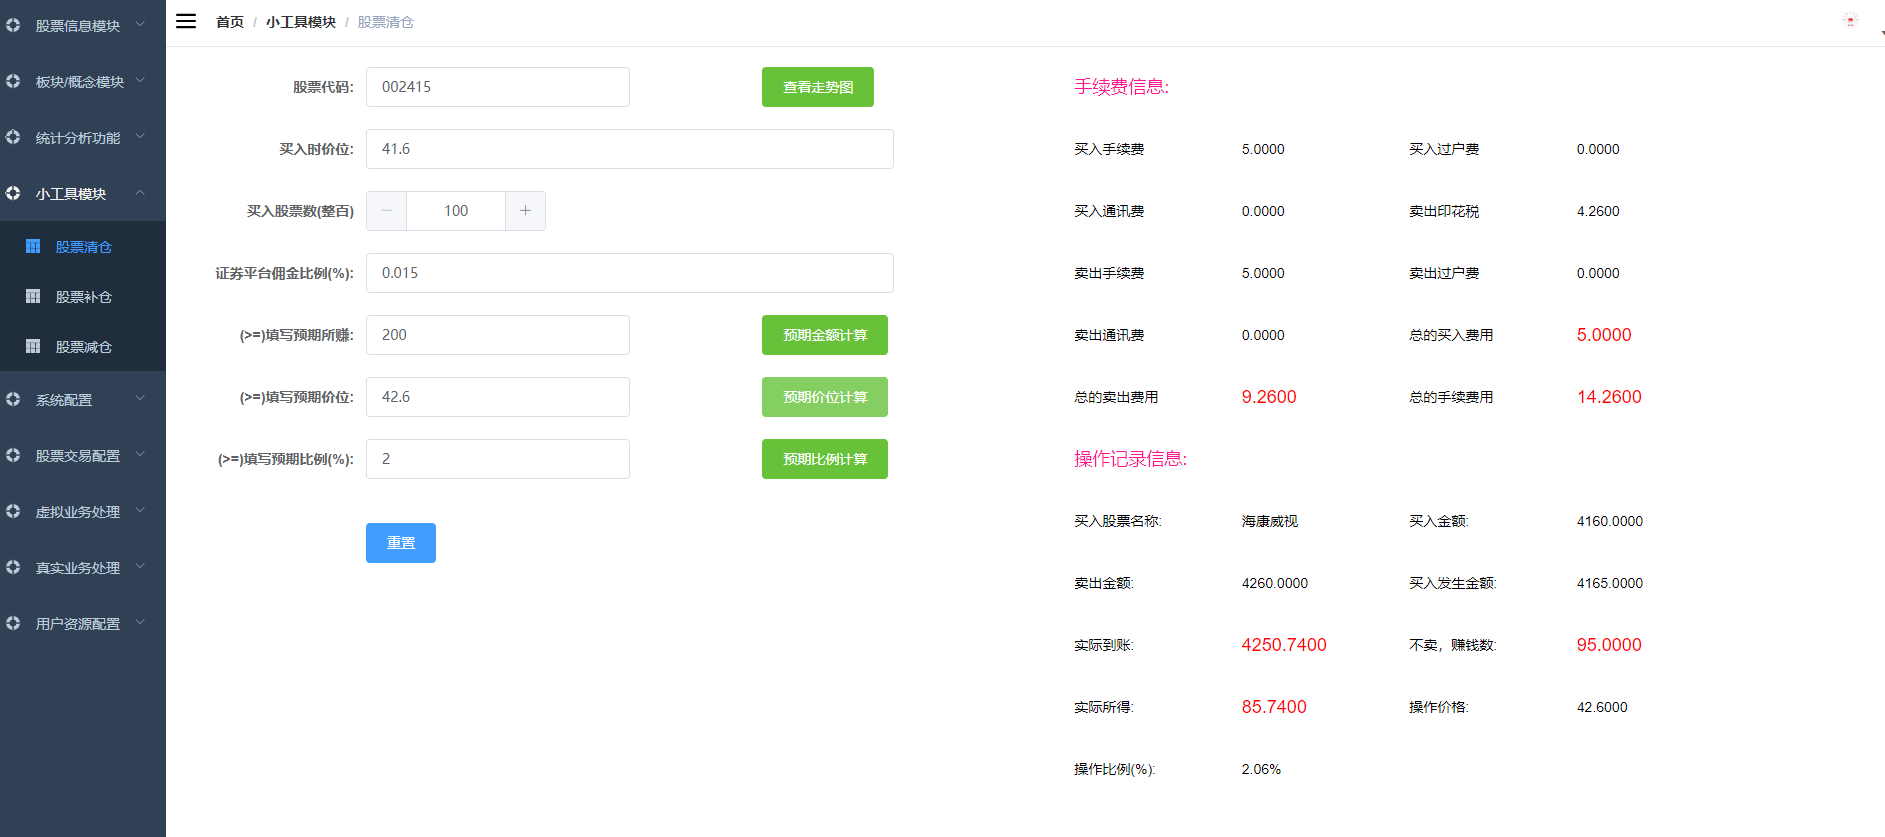 股票信息模块
板块/概念模块
统计分析功能
小工具模块
股票清仓
股票补仓
股票减仓
系统配置
股票交易配置
虚拟业务处理
真实业务处理
用户资源配置
首页 / 小工具模块 / 股票清仓
股票代码: 002415 查看走势图
买入时价位: 41.6
买入股票数(整百) 100
证券平台佣金比例(%): 0.015
(>=)填写预期所赚: 200 预期金额计算
(>=)填写预期价位: 42.6 预期价位计算
(>=)填写预期比例(%): 2 预期比例计算
重置
手续费信息:
买入手续费 5.0000 买入过户费 0.0000
买入通讯费 0.0000 卖出印花税 4.2600
卖出手续费 5.0000 卖出过户费 0.0000
卖出通讯费 0.0000 总的买入费用 5.0000
总的卖出费用 9.2600 总的手续费用 14.2600
操作记录信息:
买入股票名称: 海康威视 买入金额: 4160.0000
卖出金额: 4260.0000 买入发生金额: 4165.0000
实际到账: 4250.7400 不卖，赚钱数: 95.0000
实际所得: 85.7400 操作价格: 42.6000
操作比例(%): 2.06%